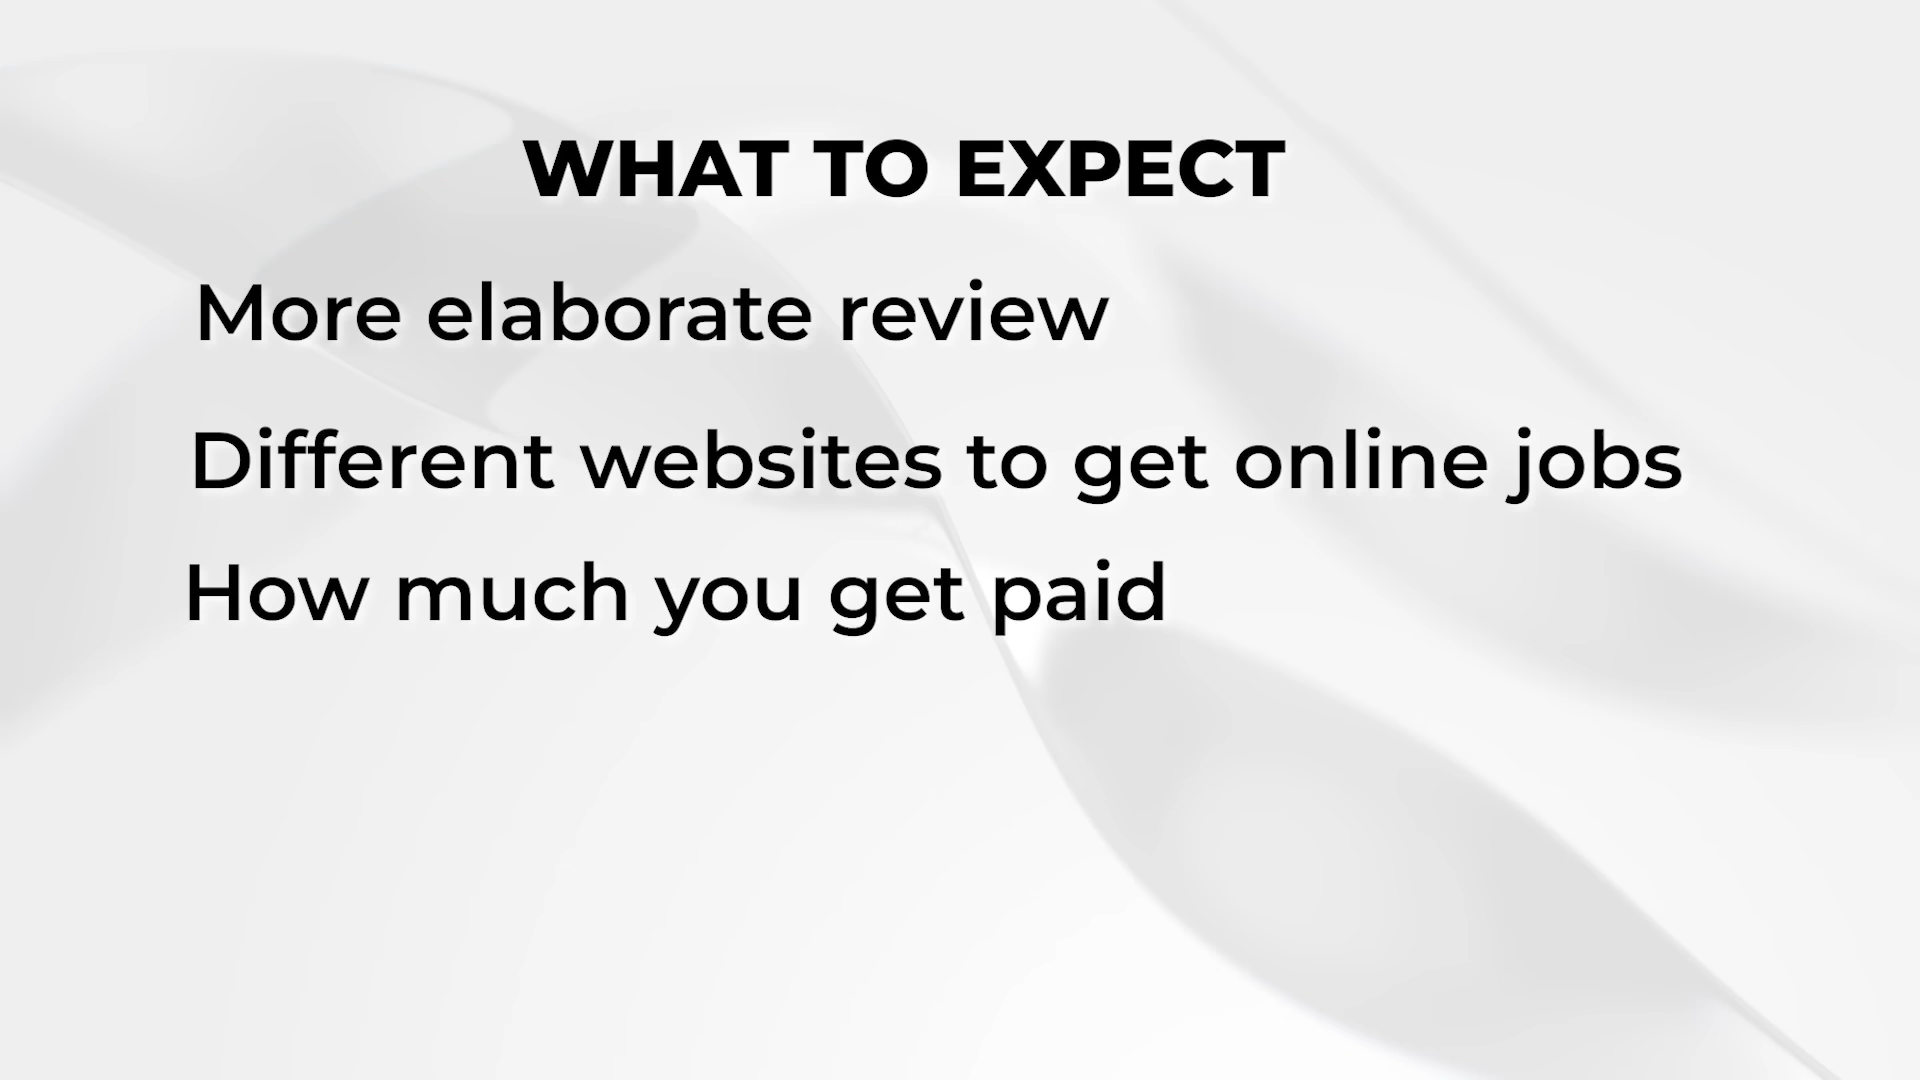 WHAT TO EXPECT
More elaborate review
Different websites to get online jobs
How much you get paid